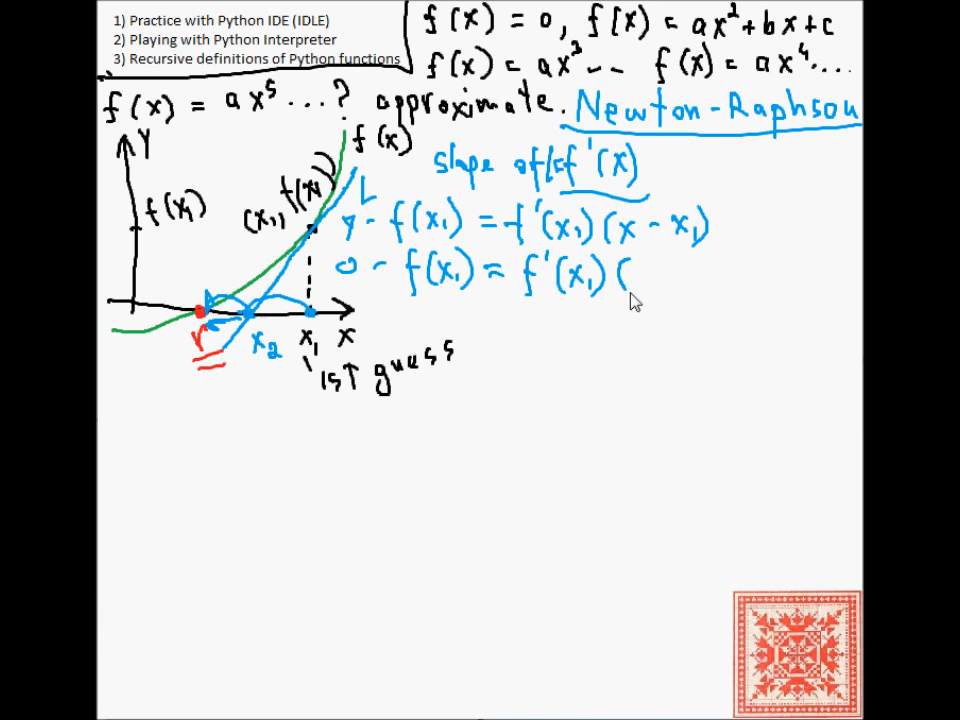 1) Practice with Python IDE (IDLE)
2) Playing with Python Interpreter
3) Recursive definitions of Python functions
f(x) = 0, f(x) = ax² + bx + c
f(x) = ax³ -- f(x) = ax⁴ ...
f(x) = ax⁵ ...? approximate. Newton-Raphson
Y
f(x)
f(x₁)
(x₁, f(x₁))
L
slope of L = f'(x)
y - f(x₁) = f'(x₁)(x - x₁)
0 - f(x₁) = f'(x₁)(
r
x₂
x₁
x
1st guess